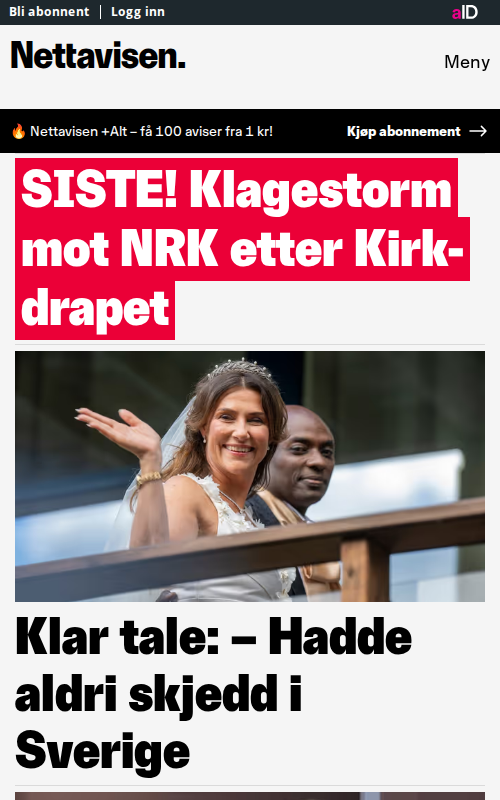 Bli abonnent | Logg inn
aID
Nettavisen.
Meny
🔥 Nettavisen +Alt – få 100 aviser fra 1 kr!
Kjøp abonnement →
SISTE! Klagestorm
mot NRK etter Kirk-
drapet
Klar tale: – Hadde
aldri skjedd i
Sverige